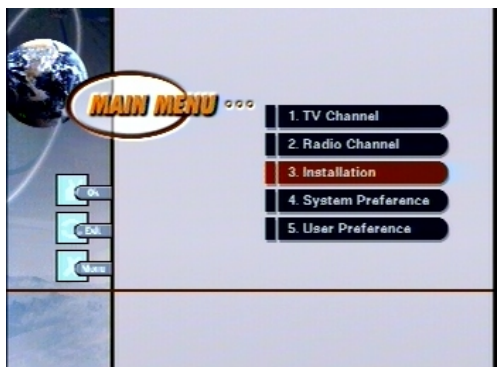 MAIN MENU
1. TV Channel
2. Radio Channel
3. Installation
4. System Preference
5. User Preference
Ok
Exit
Menu